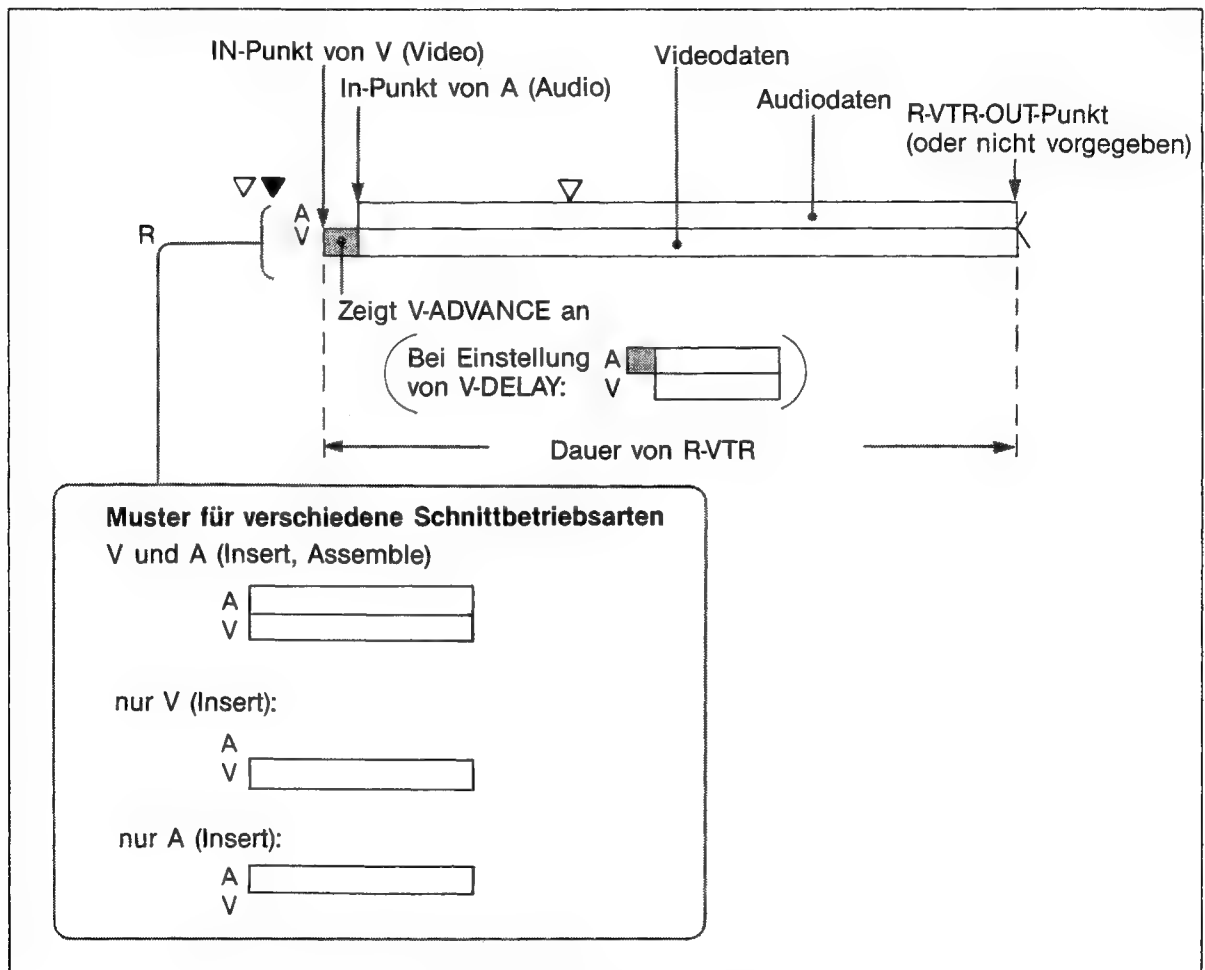 IN-Punkt von V (Video)
In-Punkt von A (Audio)
Videodaten
Audiodaten
R-VTR-OUT-Punkt
(oder nicht vorgegeben)
R
A
V
Zeigt V-ADVANCE an
Bei Einstellung
von V-DELAY:
A
V
Dauer von R-VTR
Muster für verschiedene Schnittbetriebsarten
V und A (Insert, Assemble)
A
V
nur V (Insert):
A
V
nur A (Insert):
A
V